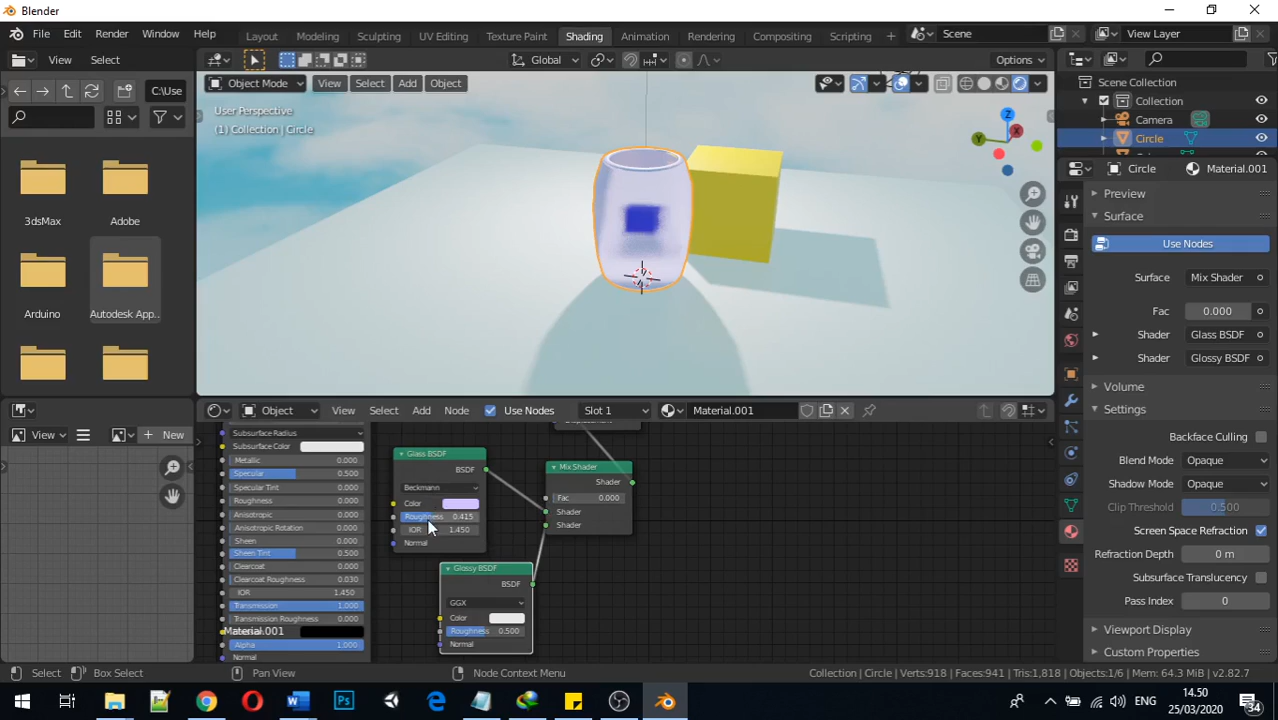 Blender
File Edit Render Window Help Layout Modeling Sculpting UV Editing Texture Paint Shading Animation Rendering Compositing Scripting Scene View Layer
View Select Global Options
C:\Use Object Mode View Select Add Object
User Perspective
(1) Collection | Circle
Scene Collection
Collection
Camera
Circle
Circle Material.001
Preview
Surface
Use Nodes
Surface Mix Shader
Fac 0.000
Shader Glass BSDF
Shader Glossy BSDF
Volume
Settings
Backface Culling
Blend Mode Opaque
Shadow Mode Opaque
Clip Threshold 0.500
Screen Space Refraction
Refraction Depth 0 m
Subsurface Translucency
Pass Index 0
Viewport Display
Custom Properties
3dsMax Adobe
Arduino Autodesk App..
View New
Object View Select Add Node Use Nodes Slot 1 Material.001
Subsurface Radius
Subsurface Color
Metallic 0.000
Specular 0.500
Specular Tint 0.000
Roughness 0.000
Anisotropic 0.000
Anisotropic Rotation 0.000
Sheen 0.000
Sheen Tint 0.500
Clearcoat 0.000
Clearcoat Roughness 0.030
IOR 1.450
Transmission 1.000
Transmission Roughness 0.000
Material.001
Alpha 1.000
Normal
Glass BSDF
BSDF
Beckmann
Color
Roughness 0.415
IOR 1.450
Normal
Glossy BSDF
BSDF
GGX
Color
Roughness 0.500
Normal
Mix Shader
Shader
Fac 0.000
Shader
Shader
Select Box Select Pan View Node Context Menu Collection | Circle | Verts:918 | Faces:941 | Tris:1,818 | Objects:1/6 | Mem: 64.3 MiB | v2.82.7
ENG 14.50
25/03/2020 34